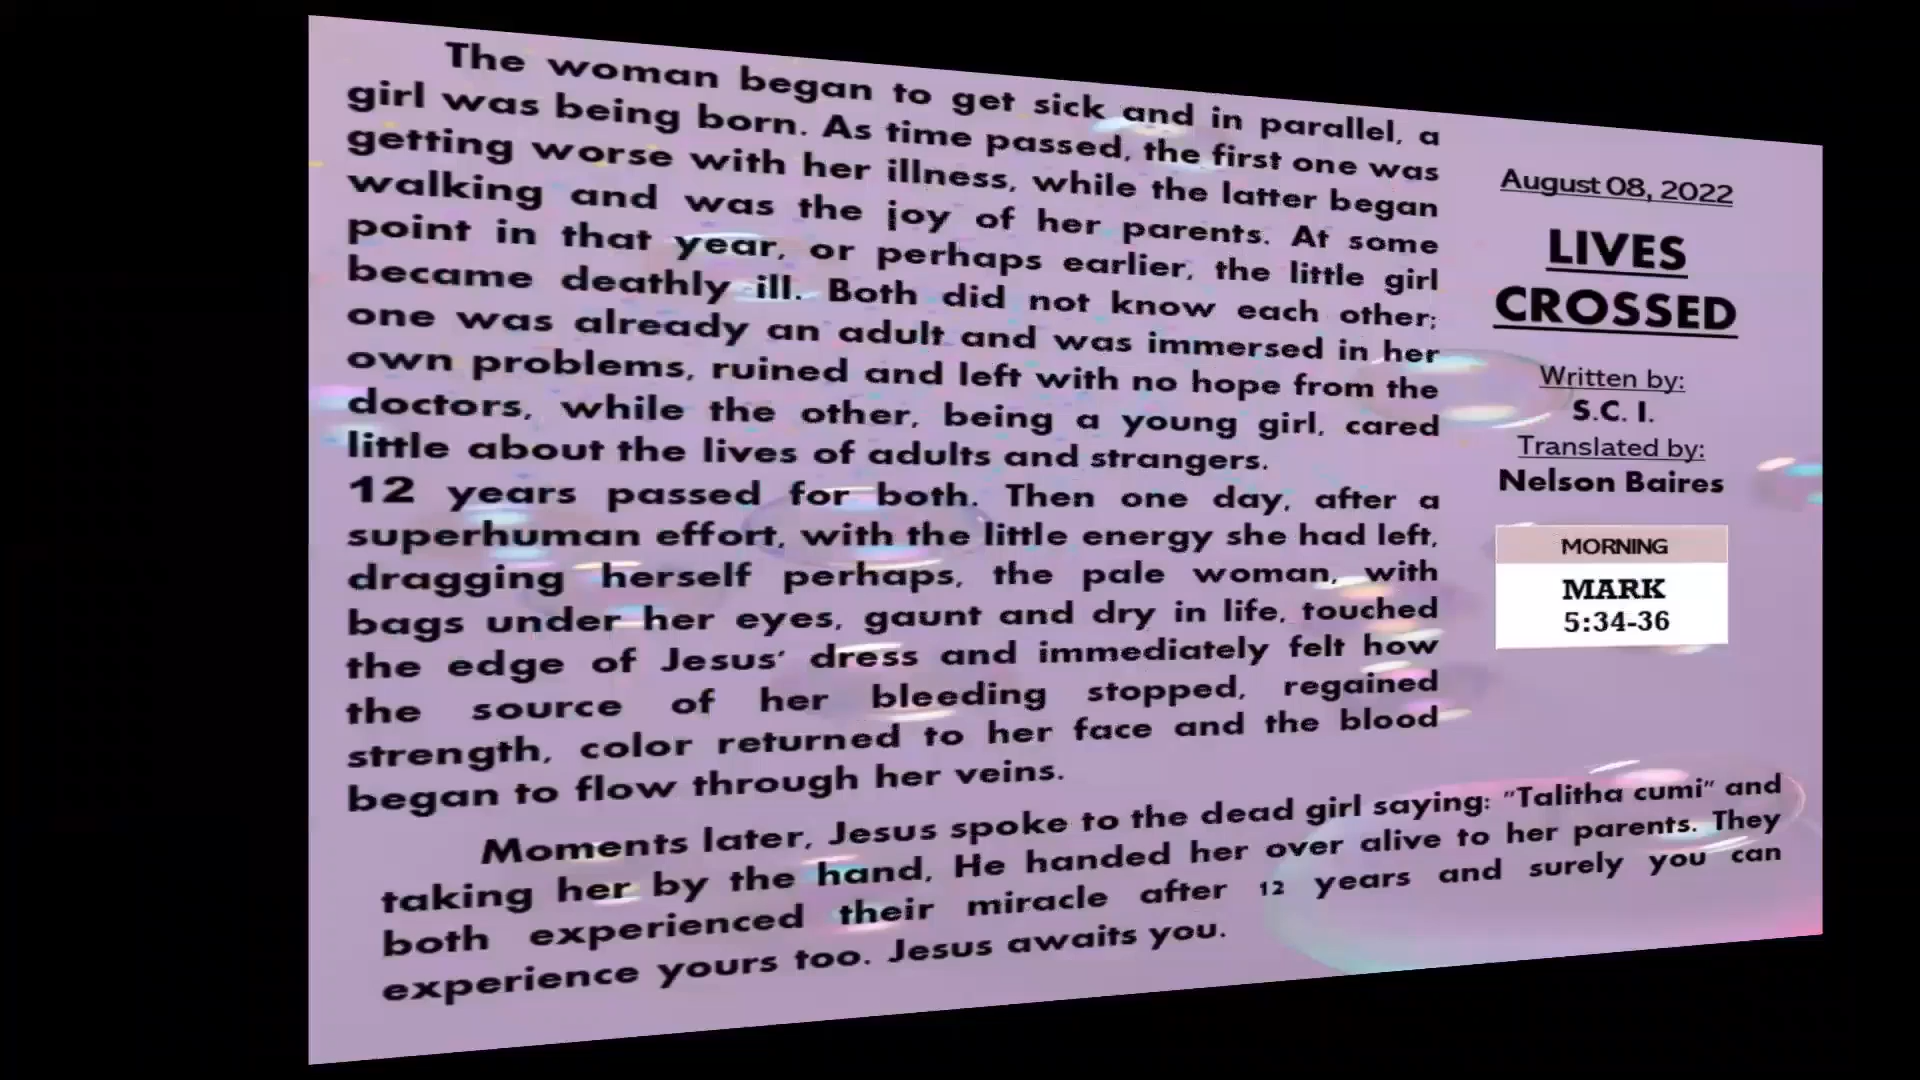 The woman began to get sick and in parallel, a
girl was being born. As time passed, the first one was
getting worse with her illness, while the latter began
walking and was the joy of her parents. At some
point in that year, or perhaps earlier, the little girl
became deathly ill. Both did not know each other;
one was already an adult and was immersed in her
own problems, ruined and left with no hope from the
doctors, while the other, being a young girl, cared
little about the lives of adults and strangers.
12 years passed for both. Then one day, after a
superhuman effort, with the little energy she had left,
dragging herself perhaps, the pale woman, with
bags under her eyes, gaunt and dry in life, touched
the edge of Jesus' dress and immediately felt how
the source of her bleeding stopped, regained
strength, color returned to her face and the blood
began to flow through her veins.
Moments later, Jesus spoke to the dead girl saying: "Talitha cumi" and
taking her by the hand, He handed her over alive to her parents. They
both experienced their miracle after 12 years and surely you can
experience yours too. Jesus awaits you.
August 08, 2022
LIVES
CROSSED
Written by:
S.C. I.
Translated by:
Nelson Baires
MORNING
MARK
5:34-36